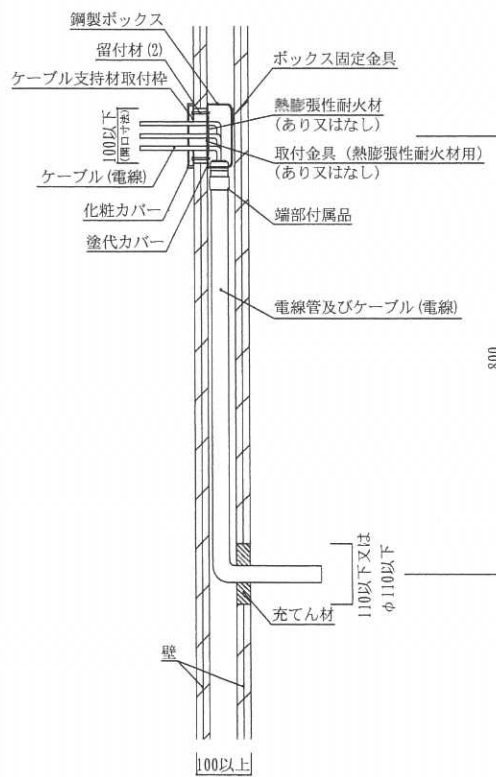 鋼製ボックス
留付材(2)
ケーブル支持材取付枠
100以下
(開口寸法)
ケーブル(電線)
化粧カバー
塗代カバー
ボックス固定金具
熱膨張性耐火材
(あり又はなし)
取付金具(熱膨張性耐火材用)
(あり又はなし)
端部付属品
電線管及びケーブル(電線)
800
110以下又は
φ110以下
充てん材
壁
100以上